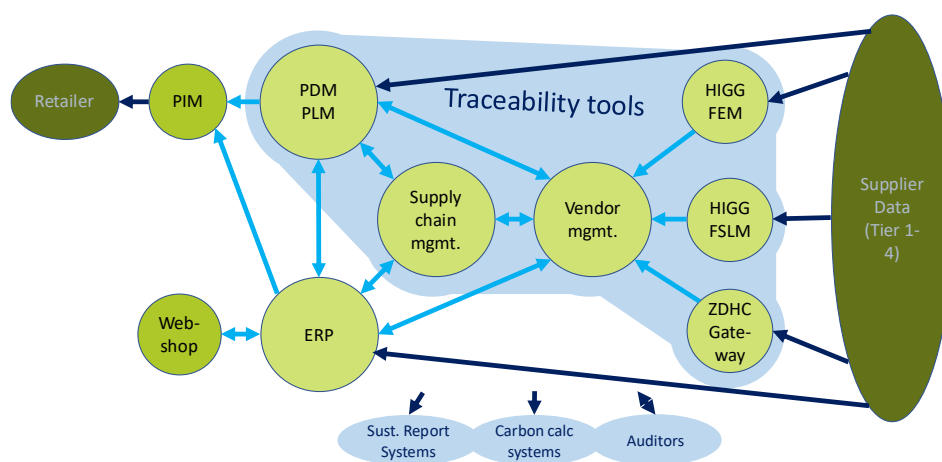 Retailer
PIM
PDM
PLM
Traceability tools
HIGG
FEM
Supply
chain
mgmt.
Vendor
mgmt.
HIGG
FSLM
Supplier
Data
(Tier 1-
4)
Web-
shop
ERP
ZDHC
Gate-
way
Sust. Report
Systems
Carbon calc
systems
Auditors